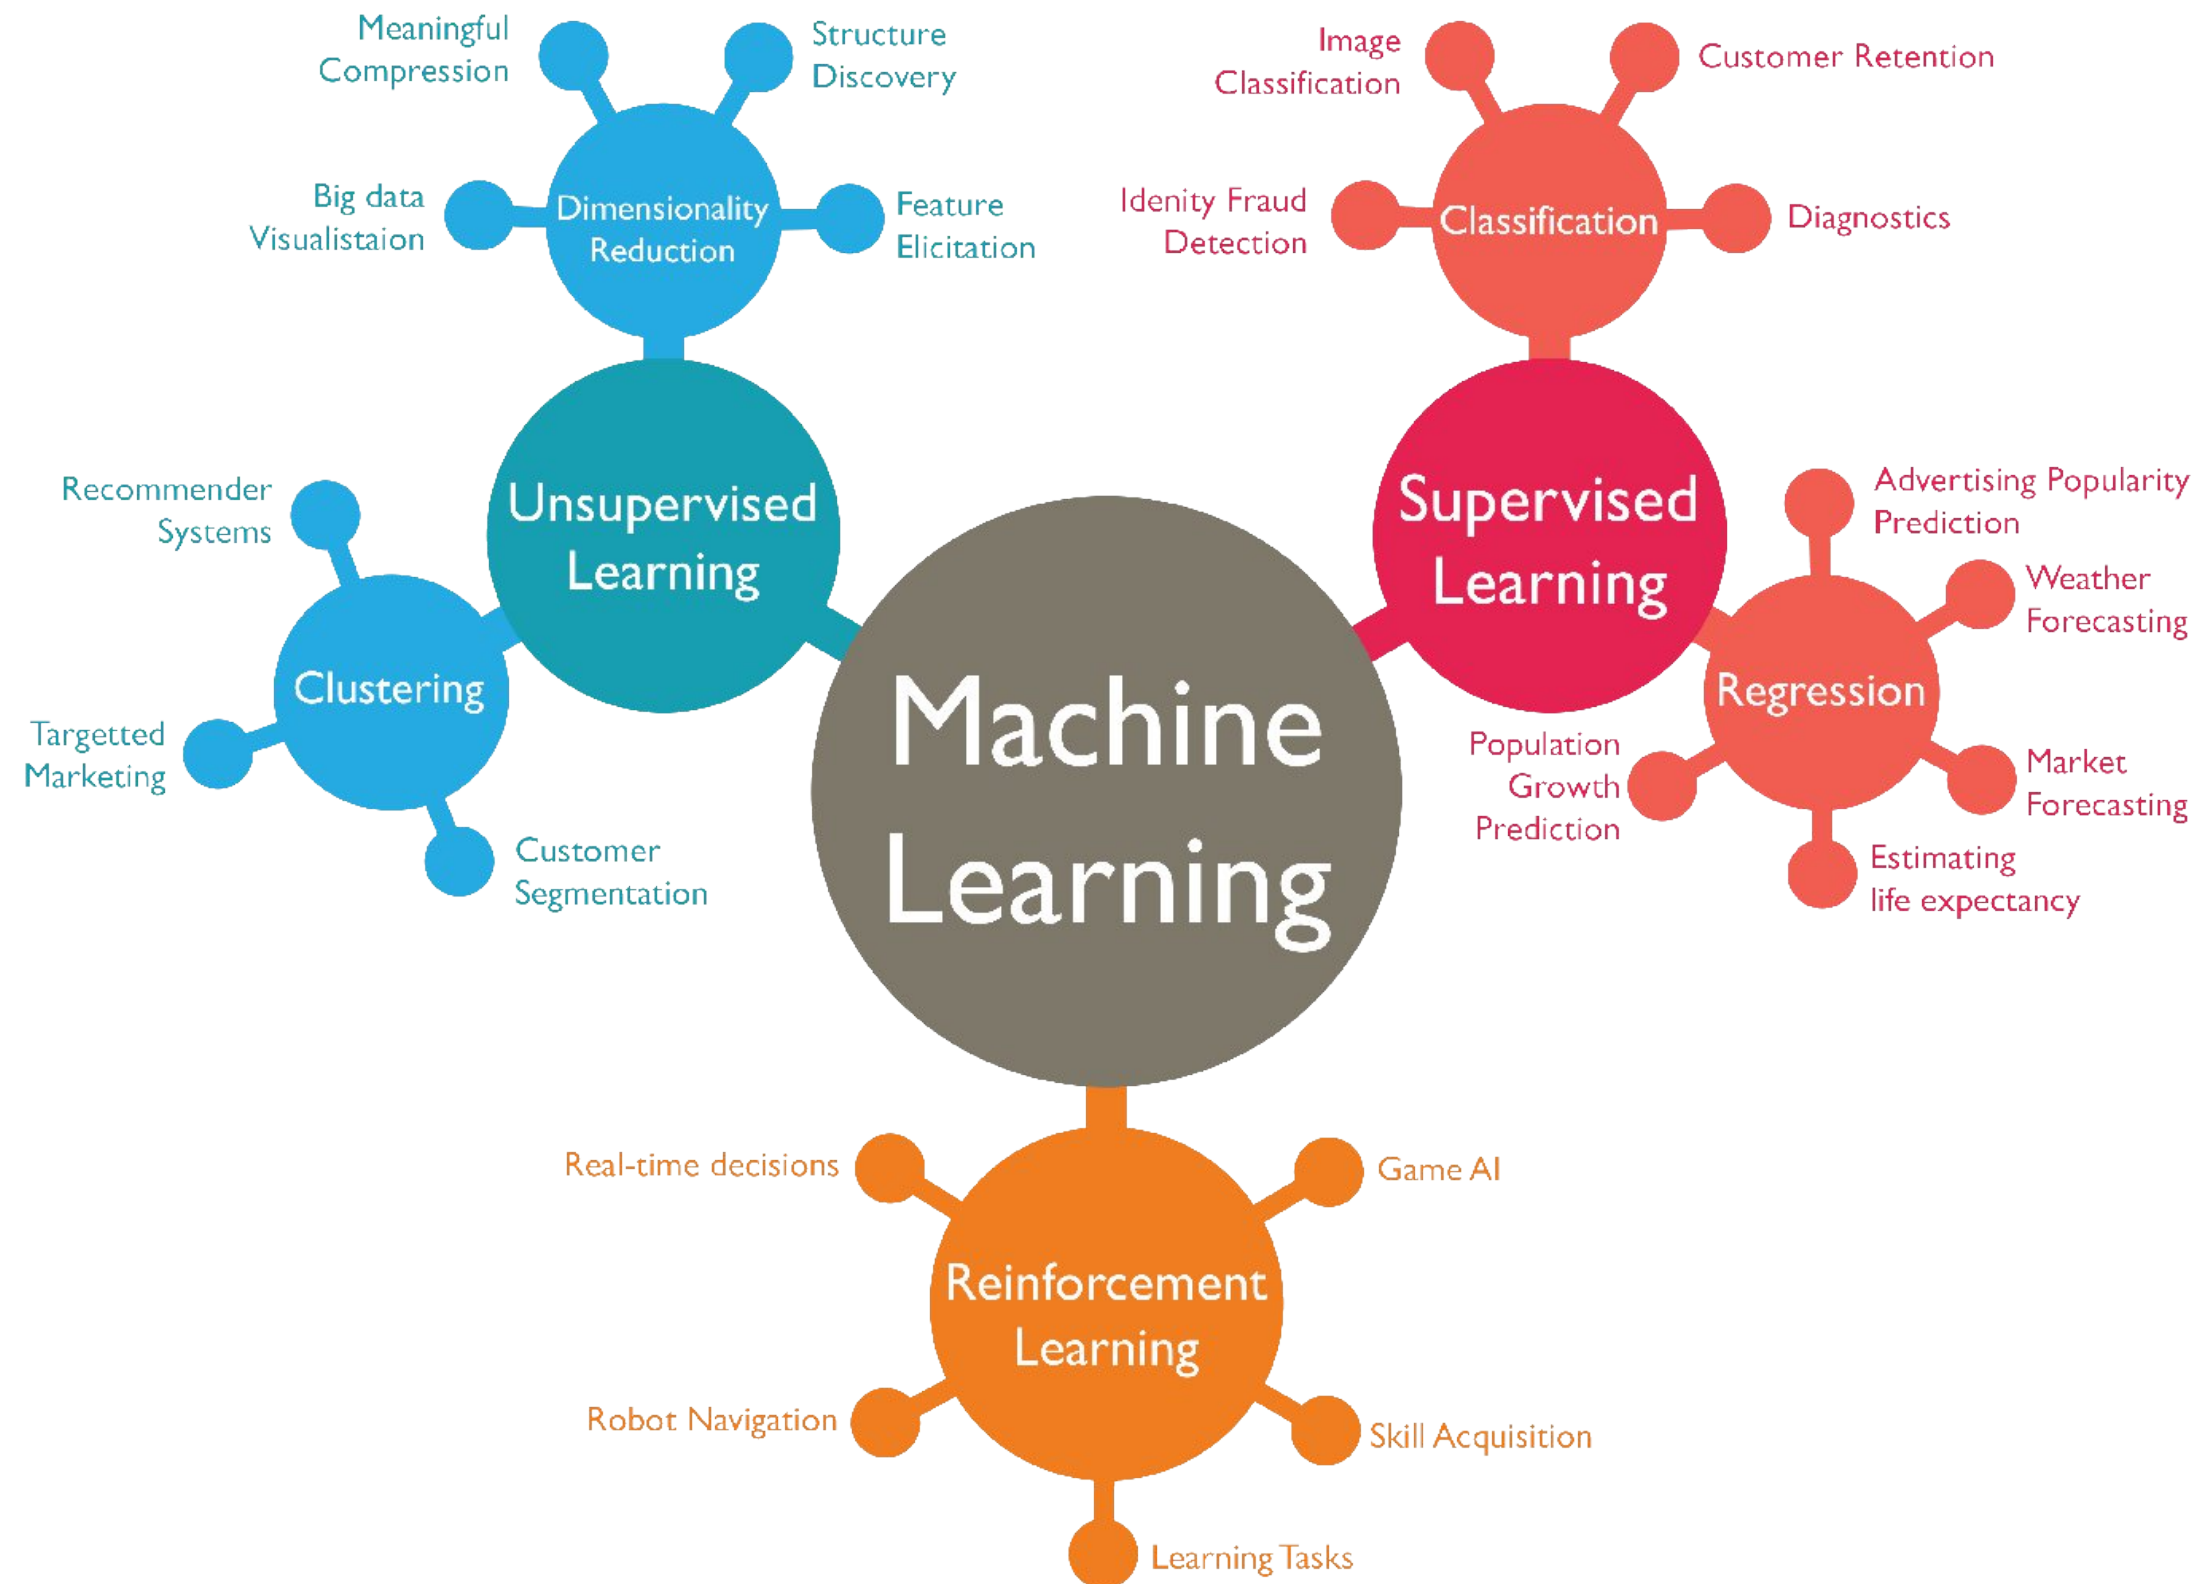 Meaningful
Compression
Structure
Discovery
Big data
Visualistaion
Dimensionality
Reduction
Feature
Elicitation
Image
Classification
Customer Retention
Idenity Fraud
Detection
Classification
Diagnostics
Unsupervised
Learning
Recommender
Systems
Clustering
Targetted
Marketing
Customer
Segmentation
Machine
Learning
Supervised
Learning
Advertising Popularity
Prediction
Weather
Forecasting
Regression
Population
Growth
Prediction
Market
Forecasting
Estimating
life expectancy
Real-time decisions
Game AI
Reinforcement
Learning
Robot Navigation
Skill Acquisition
Learning Tasks